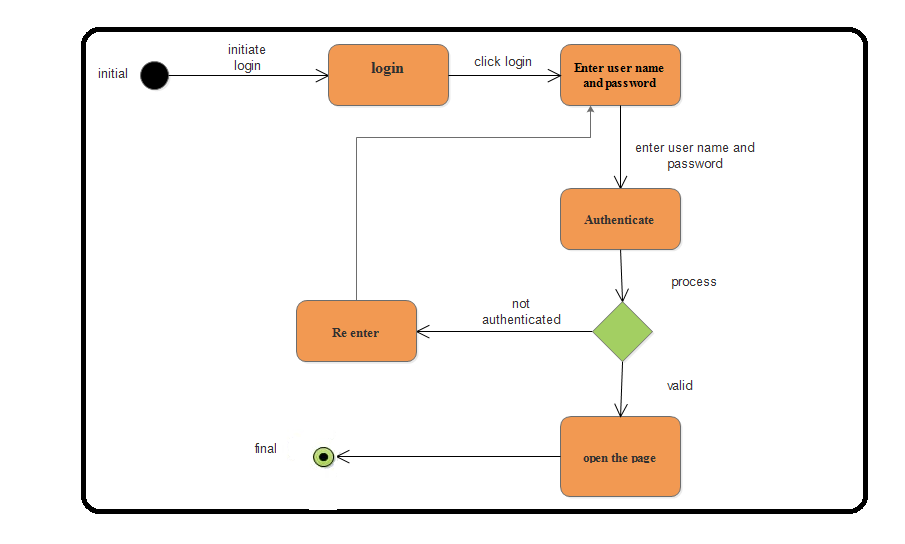 initial
initiate
login
login
click login
Enter user name
and password
enter user name and
password
Authenticate
process
not
authenticated
Re enter
valid
final
open the page